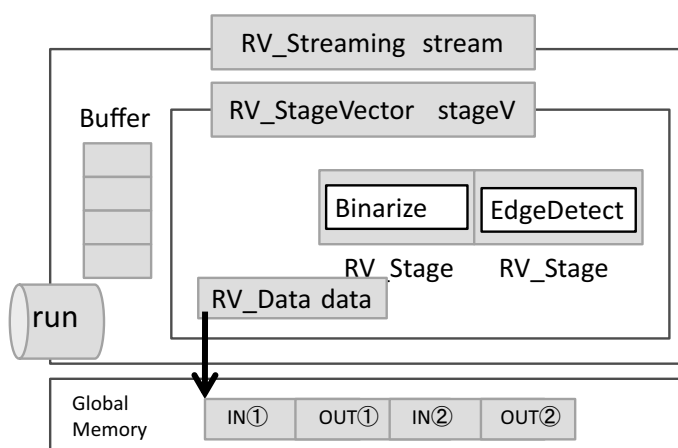 RV_Streaming stream
RV_StageVector stageV
Buffer
Binarize
EdgeDetect
RV_Stage
RV_Stage
RV_Data data
run
Global
Memory
IN①
OUT①
IN②
OUT②